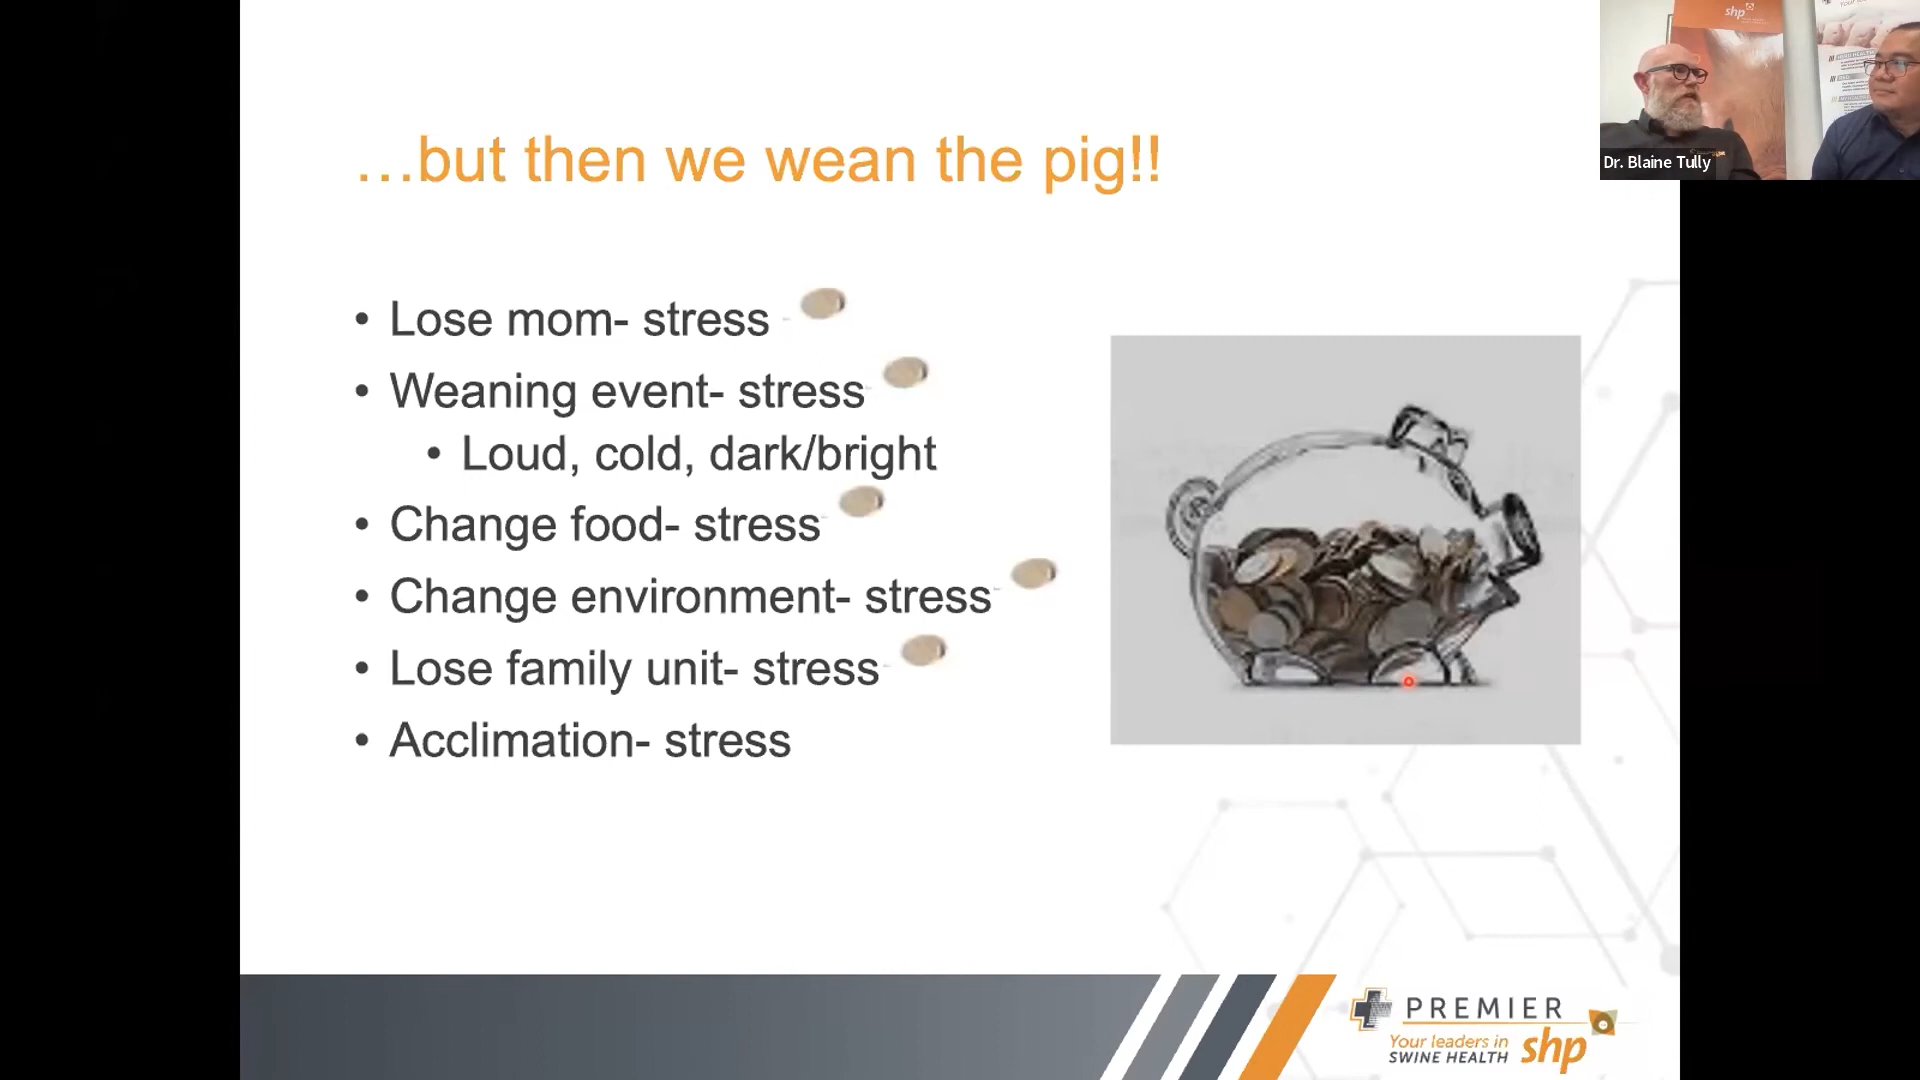 shp
Dr. Blaine Tully
…but then we wean the pig!!
• Lose mom- stress
• Weaning event- stress
• Loud, cold, dark/bright
• Change food- stress
• Change environment- stress
• Lose family unit- stress
• Acclimation- stress
PREMIER
Your leaders in
SWINE HEALTH
shp